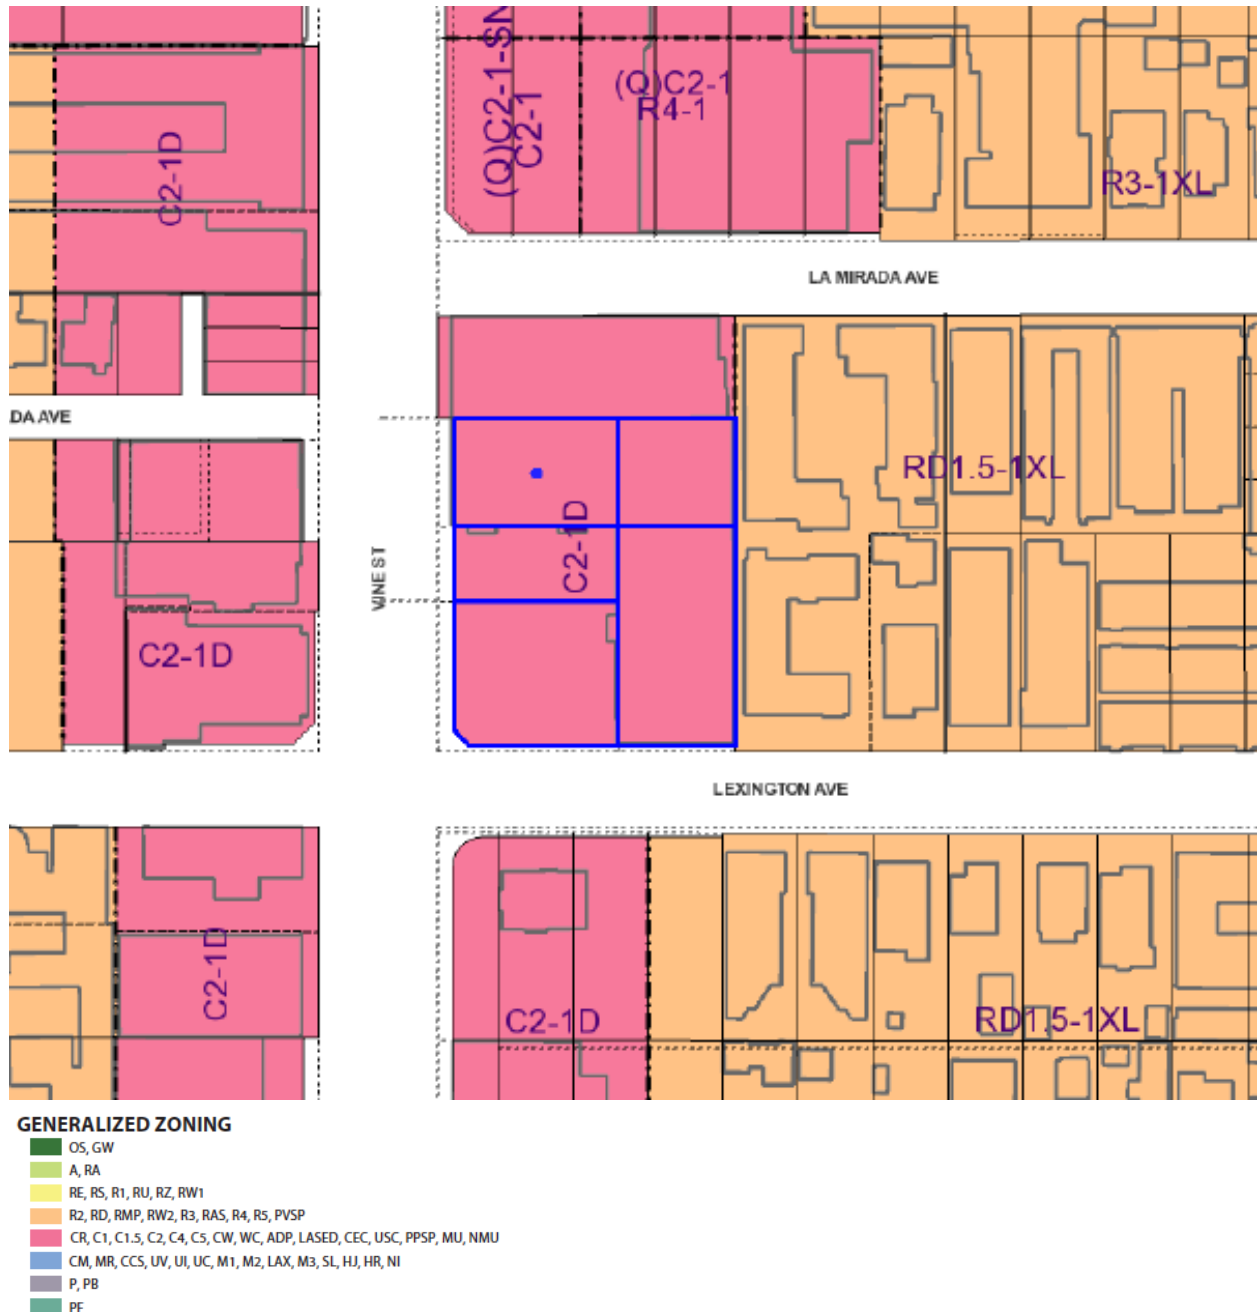 (Q)C2-1-SN
C2-1
(Q)C2-1
R4-1
C2-1D
R3-1XL
LA MIRADA AVE
DA AVE
RD1.5-1XL
C2-1D
VINE ST
C2-1D
LEXINGTON AVE
C2-1D
C2-1D
RD1.5-1XL
GENERALIZED ZONING
OS, GW
A, RA
RE, RS, R1, RU, RZ, RW1
R2, RD, RMP, RW2, R3, RAS, R4, R5, PVSP
CR, C1, C1.5, C2, C4, C5, CW, WC, ADP, LASED, CEC, USC, PPSP, MU, NMU
CM, MR, CCS, UV, UI, UC, M1, M2, LAX, M3, SL, HJ, HR, NI
P, PB
PF